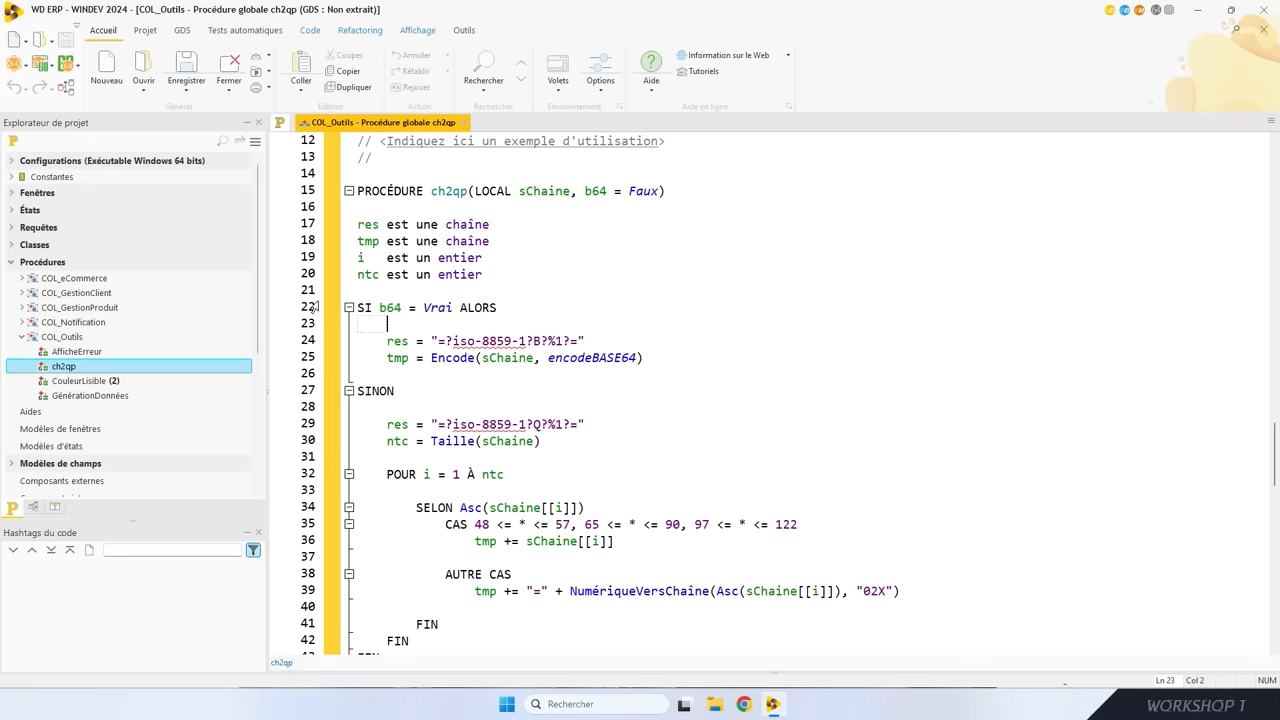 WD ERP - WINDEV 2024 - [COL_Outils - Procédure globale ch2qp (GDS : Non extrait)]
Accueil Projet GDS Tests automatiques Code Refactoring Affichage Outils
Nouveau Ouvrir Enregistrer Fermer
Général
Coller
Couper
Copier
Dupliquer
Edition
Annuler
Rétablir
Rejouer
Action
Rechercher
Rechercher
Volets Options
Environnement
Aide
Information sur le Web
Tutoriels
Aide en ligne
Explorateur de projet
COL_Outils - Procédure globale ch2qp
Configurations (Exécutable Windows 64 bits)
Constantes
Fenêtres
États
Requêtes
Classes
Procédures
COL_eCommerce
COL_GestionClient
COL_GestionProduit
COL_Notification
COL_Outils
AfficheErreur
ch2qp
CouleurLisible (2)
GénérationDonnées
Aides
Modèles de fenêtres
Modèles d'états
Modèles de champs
Composants externes
Hashtags du code
12 // <Indiquez ici un exemple d'utilisation>
13 //
14
15 PROCÉDURE ch2qp(LOCAL sChaine, b64 = Faux)
16
17 res est une chaîne
18 tmp est une chaîne
19 i est un entier
20 ntc est un entier
21
22 SI b64 = Vrai ALORS
23
24 res = "=?iso-8859-1?B?%1?="
25 tmp = Encode(sChaine, encodeBASE64)
26
27 SINON
28
29 res = "=?iso-8859-1?Q?%1?="
30 ntc = Taille(sChaine)
31
32 POUR i = 1 À ntc
33
34 SELON Asc(sChaine[[i]])
35 CAS 48 <= * <= 57, 65 <= * <= 90, 97 <= * <= 122
36 tmp += sChaine[[i]]
37
38 AUTRE CAS
39 tmp += "=" + NumériqueVersChaîne(Asc(sChaine[[i]]), "02X")
40
41 FIN
42 FIN
ch2qp
Ln 23 Col 2 NUM
Rechercher
WORKSHOP 1